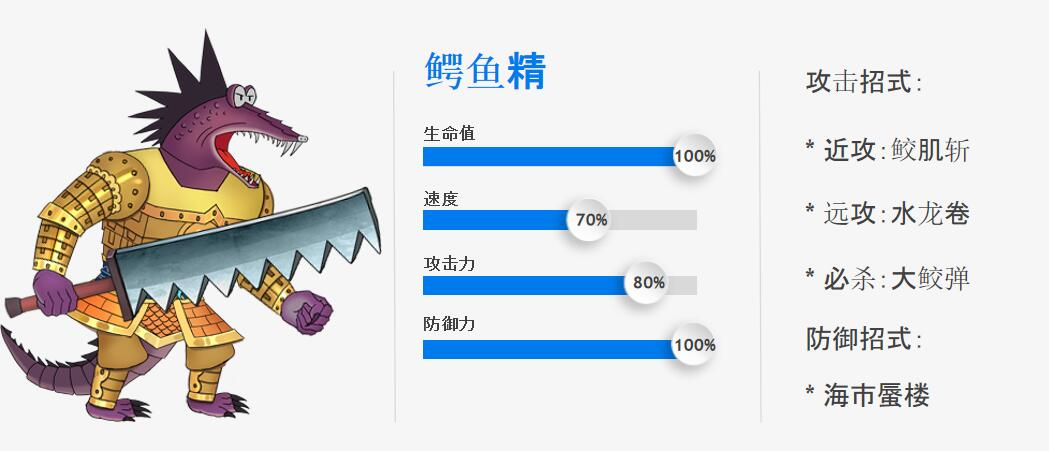 鳄鱼精
生命值
100%
速度
70%
攻击力
80%
防御力
100%
攻击招式:
* 近攻:鲛肌斩
* 远攻:水龙卷
* 必杀:大鲛弹
防御招式:
* 海市蜃楼